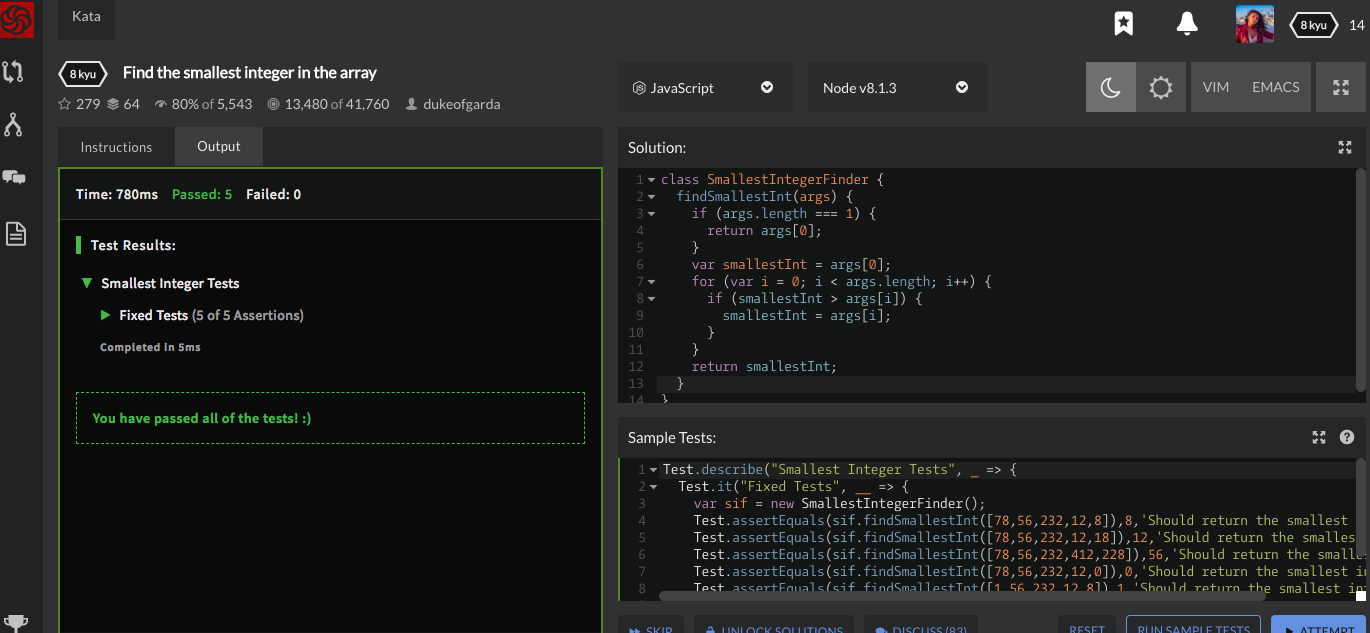 Kata
8 kyu
14
8 kyu
Find the smallest integer in the array
279 64 80% of 5,543 13,480 of 41,760 dukeofgarda
JavaScript
Node v8.1.3
VIM
EMACS
Instructions
Output
Time: 780ms Passed: 5 Failed: 0
Test Results:
Smallest Integer Tests
Fixed Tests (5 of 5 Assertions)
Completed in 5ms
You have passed all of the tests! :)
Solution:
1 class SmallestIntegerFinder {
2 findSmallestInt(args) {
3 if (args.length === 1) {
4 return args[0];
5 }
6 var smallestInt = args[0];
7 for (var i = 0; i < args.length; i++) {
8 if (smallestInt > args[i]) {
9 smallestInt = args[i];
10 }
11 }
12 return smallestInt;
13 }
14 }
Sample Tests:
1 Test.describe("Smallest Integer Tests", _ => {
2 Test.it("Fixed Tests", __ => {
3 var sif = new SmallestIntegerFinder();
4 Test.assertEquals(sif.findSmallestInt([78,56,232,12,8]),8,'Should return the smallest
5 Test.assertEquals(sif.findSmallestInt([78,56,232,12,18]),12,'Should return the smalles
6 Test.assertEquals(sif.findSmallestInt([78,56,232,412,228]),56,'Should return the smalle
7 Test.assertEquals(sif.findSmallestInt([78,56,232,12,0]),0,'Should return the smallest in
8 Test.assertEquals(sif.findSmallestInt([1,56,232,12,8]),1,'Should return the smallest int
SKIP
UNLOCK SOLUTIONS
DISCUSS (83)
RESET
RUN SAMPLE TESTS
ATTEMPT